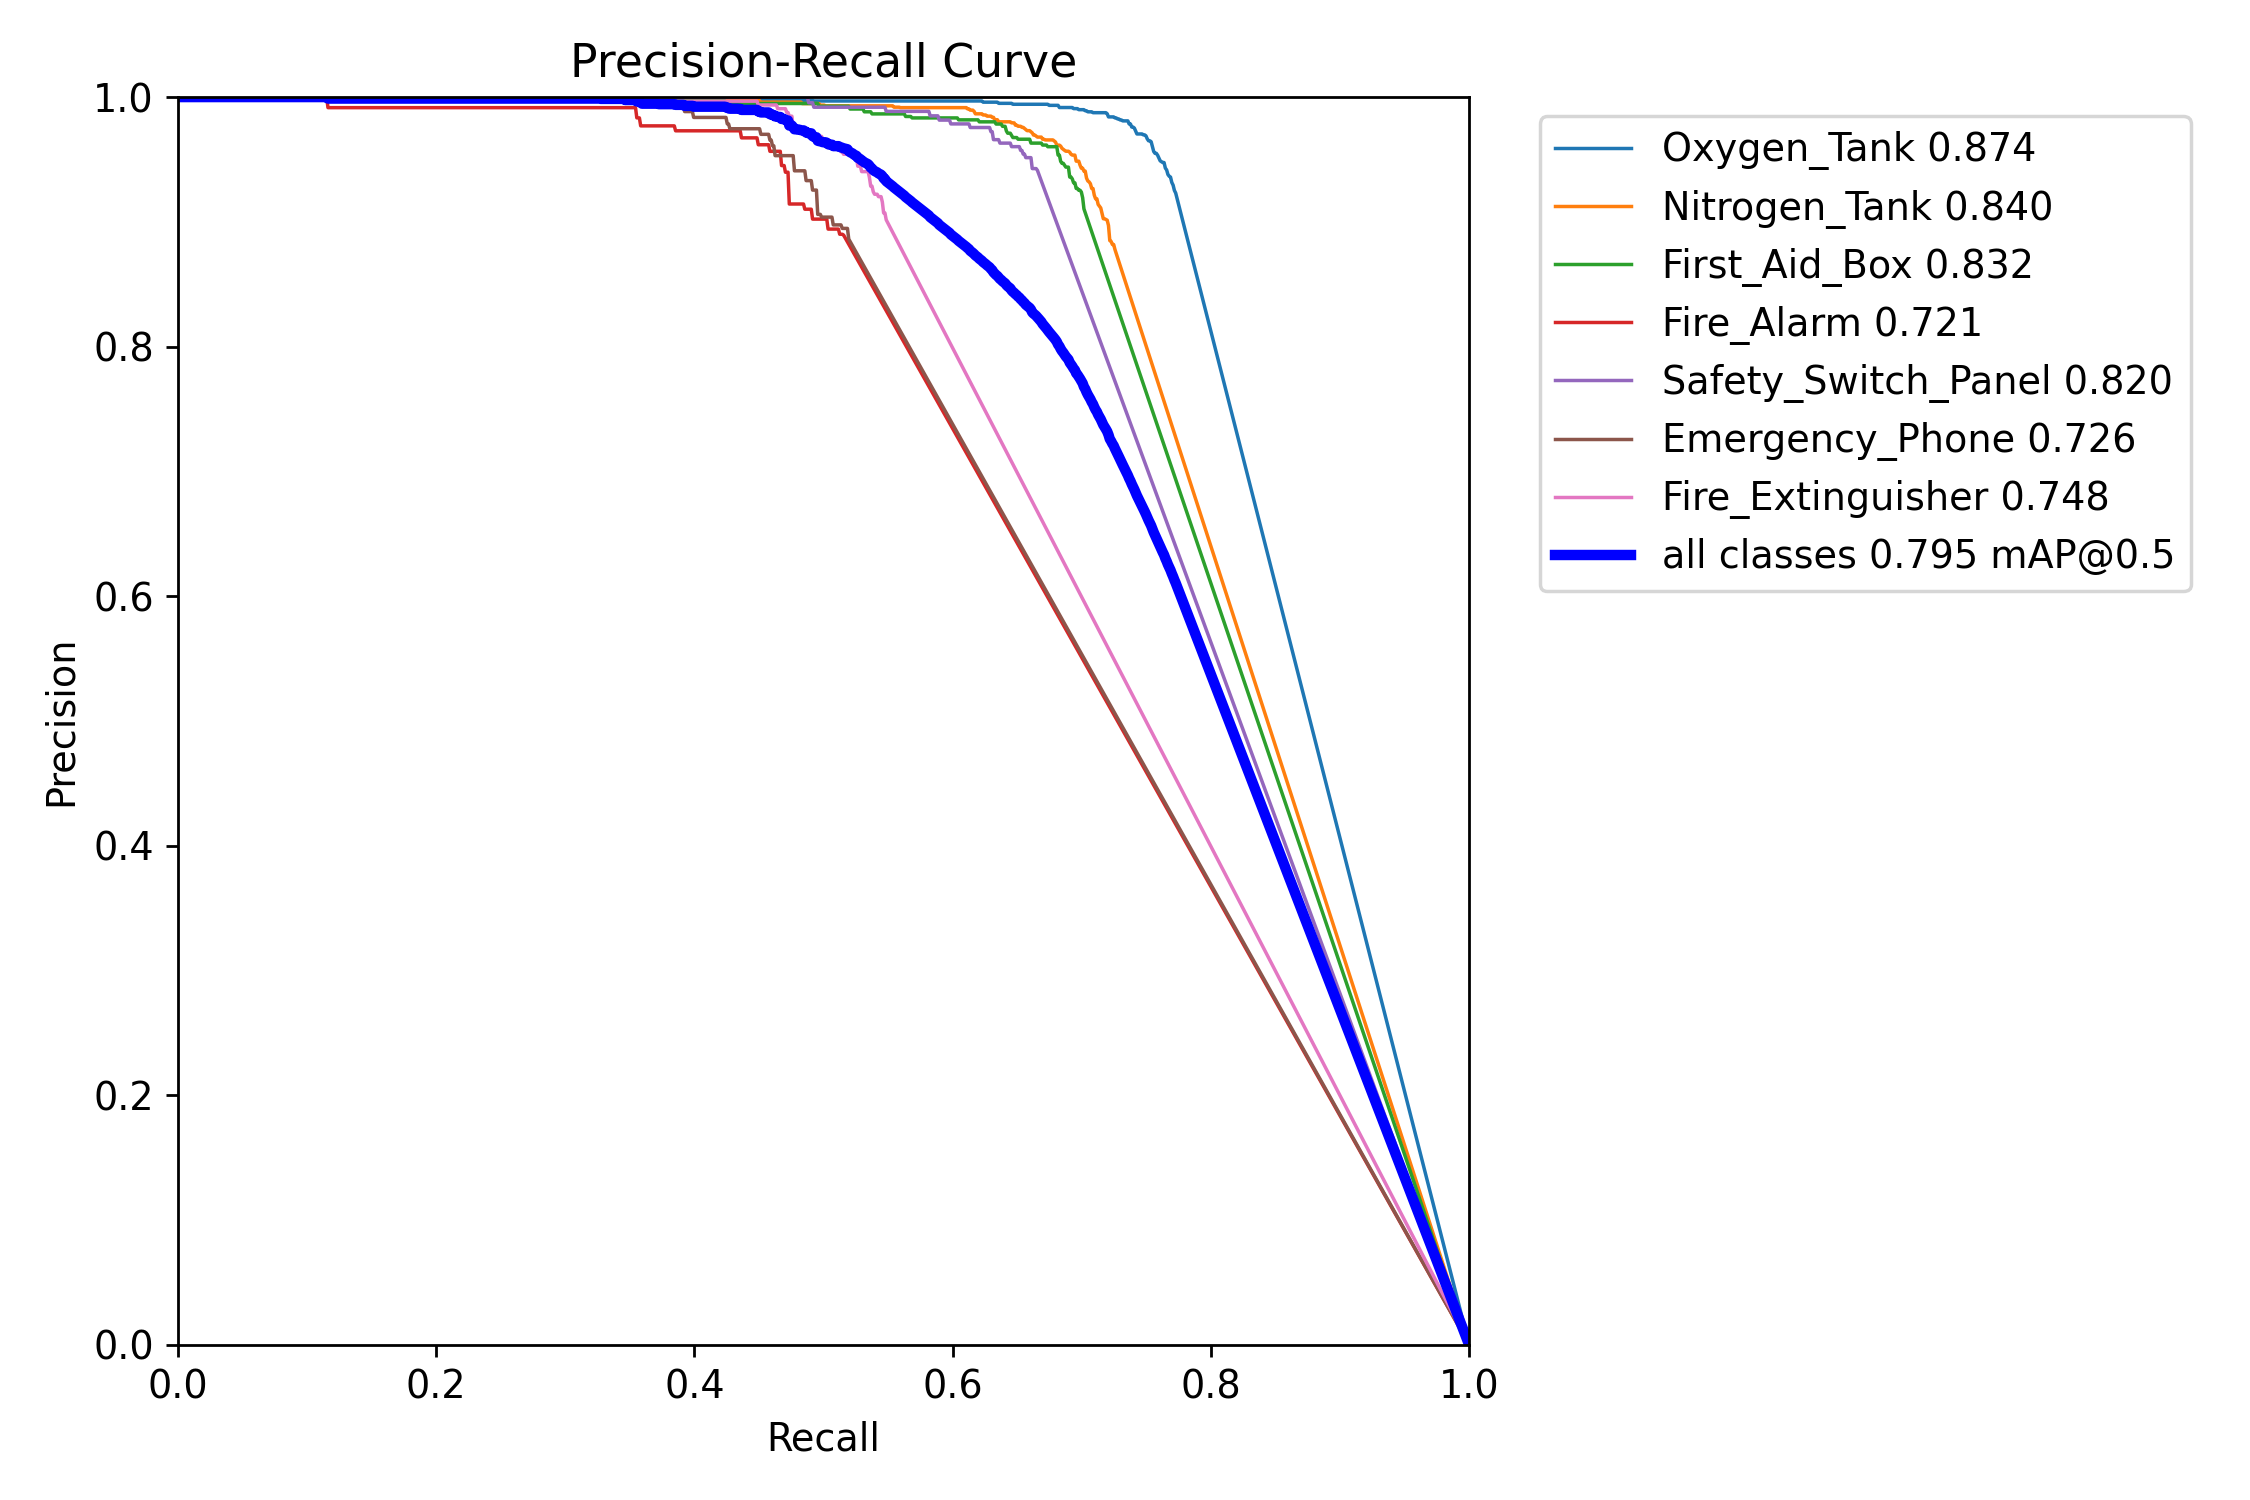 Precision-Recall Curve
1.0
0.8
0.6
0.4
0.2
0.0
Precision
0.0 0.2 0.4 0.6 0.8 1.0
Recall
Oxygen_Tank 0.874
Nitrogen_Tank 0.840
First_Aid_Box 0.832
Fire_Alarm 0.721
Safety_Switch_Panel 0.820
Emergency_Phone 0.726
Fire_Extinguisher 0.748
all classes 0.795 mAP@0.5